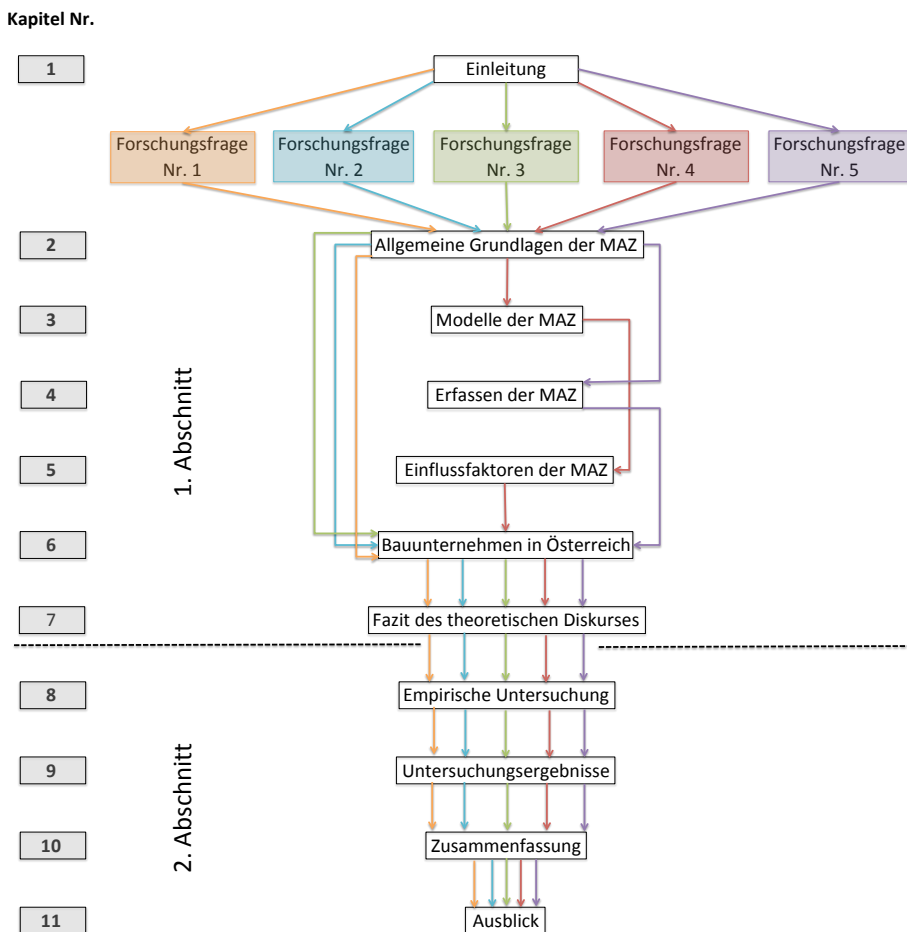 Kapitel Nr.
1
Einleitung
Forschungsfrage
Nr. 1
Forschungsfrage
Nr. 2
Forschungsfrage
Nr. 3
Forschungsfrage
Nr. 4
Forschungsfrage
Nr. 5
2
Allgemeine Grundlagen der MAZ
3
Modelle der MAZ
1. Abschnitt
4
Erfassen der MAZ
5
Einflussfaktoren der MAZ
6
Bauunternehmen in Österreich
7
Fazit des theoretischen Diskurses
8
Empirische Untersuchung
2. Abschnitt
9
Untersuchungsergebnisse
10
Zusammenfassung
11
Ausblick